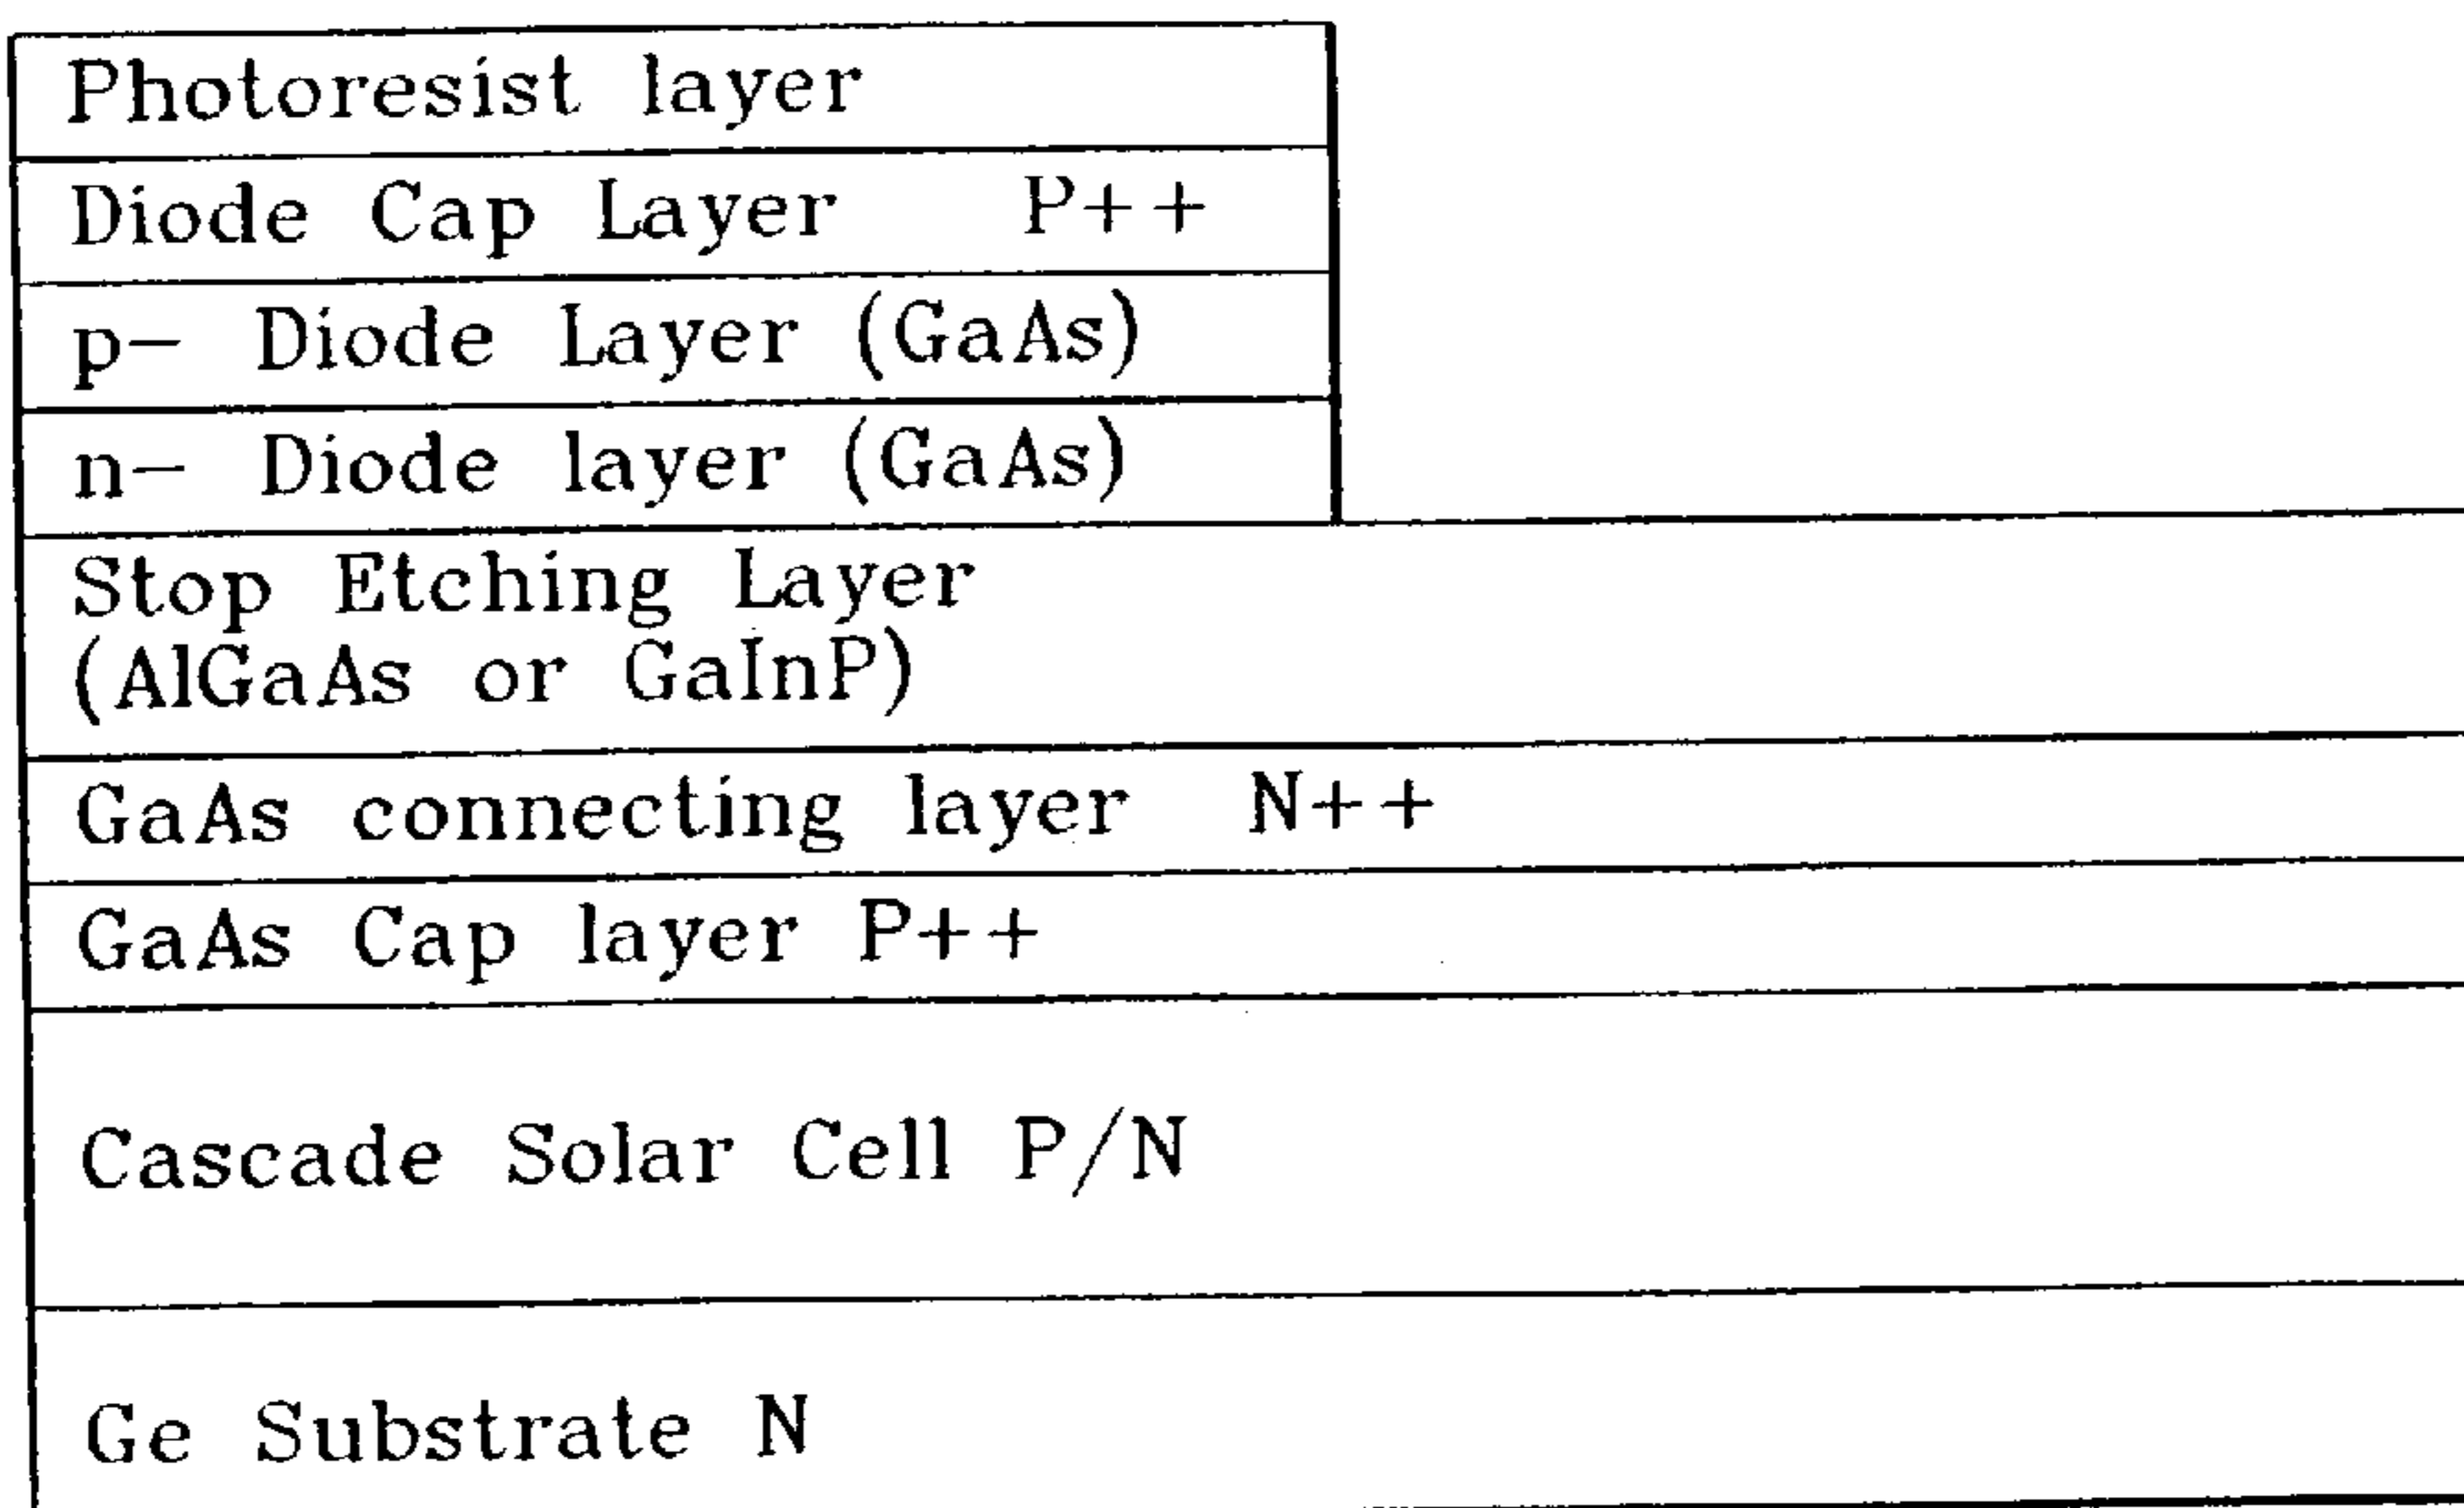 Photoresist layer
Diode Cap Layer P++
p- Diode Layer (GaAs)
n- Diode layer (GaAs)
Stop Etching Layer
(AlGaAs or GaInP)
GaAs connecting layer N++
GaAs Cap layer P++
Cascade Solar Cell P/N
Ge Substrate N